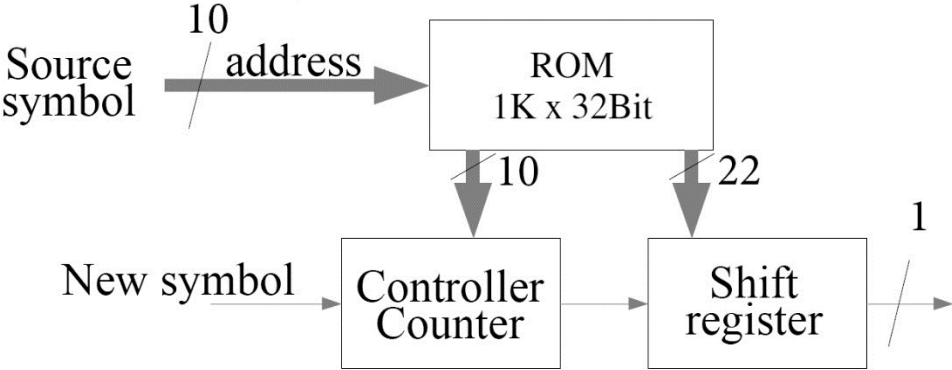 10
Source
symbol
address
ROM
1K x 32Bit
10
22
1
New symbol
Controller
Counter
Shift
register